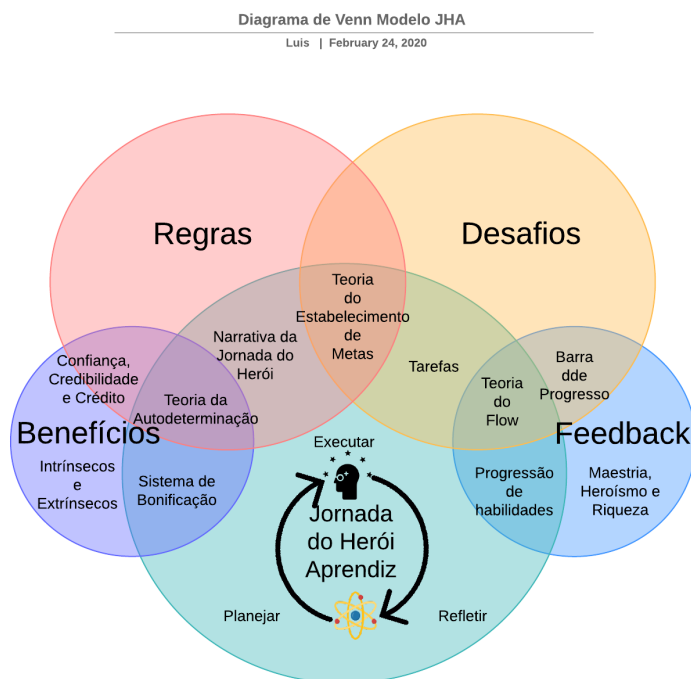 Diagrama de Venn Modelo JHA
Luis | February 24, 2020
Regras
Desafios
Teoria
do
Estabelecimento
de
Metas
Narrativa da
Jornada do
Herói
Tarefas
Confiança,
Credibilidade
e Crédito
Teoria da
Autodeterminação
Teoria
do
Flow
Barra
dde
Progresso
Benefícios
Feedback
Intrínsecos
e
Extrínsecos
Sistema de
Bonificação
Executar
Jornada
do Herói
Aprendiz
Progressão
de
habilidades
Maestria,
Heroísmo e
Riqueza
Planejar
Refletir